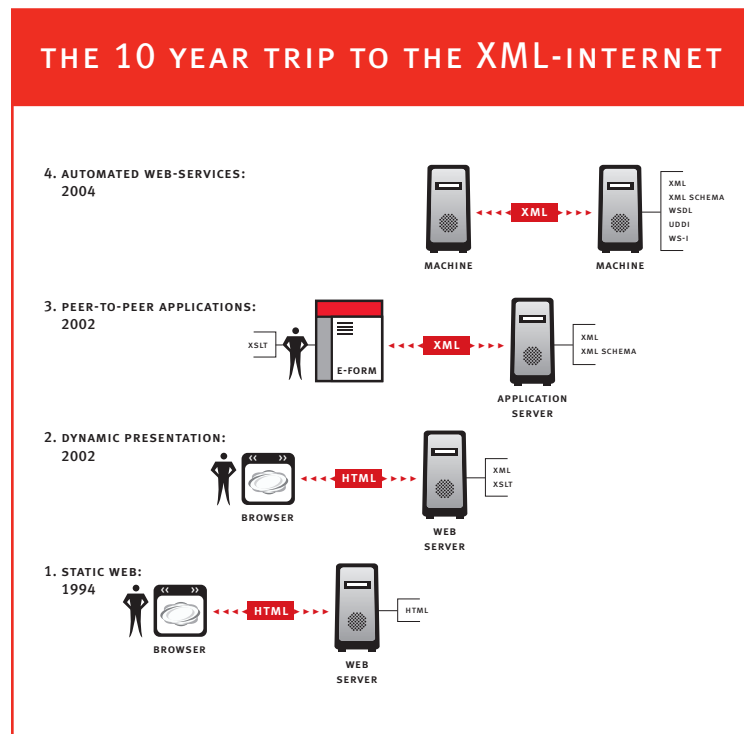 THE 10 YEAR TRIP TO THE XML-INTERNET
4. AUTOMATED WEB-SERVICES:
2004
XML
MACHINE
MACHINE
XML
XML SCHEMA
WSDL
UDDI
WS-I
3. PEER-TO-PEER APPLICATIONS:
2002
XSLT
E-FORM
XML
APPLICATION
SERVER
XML
XML SCHEMA
2. DYNAMIC PRESENTATION:
2002
BROWSER
HTML
WEB
SERVER
XML
XSLT
1. STATIC WEB:
1994
BROWSER
HTML
WEB
SERVER
HTML